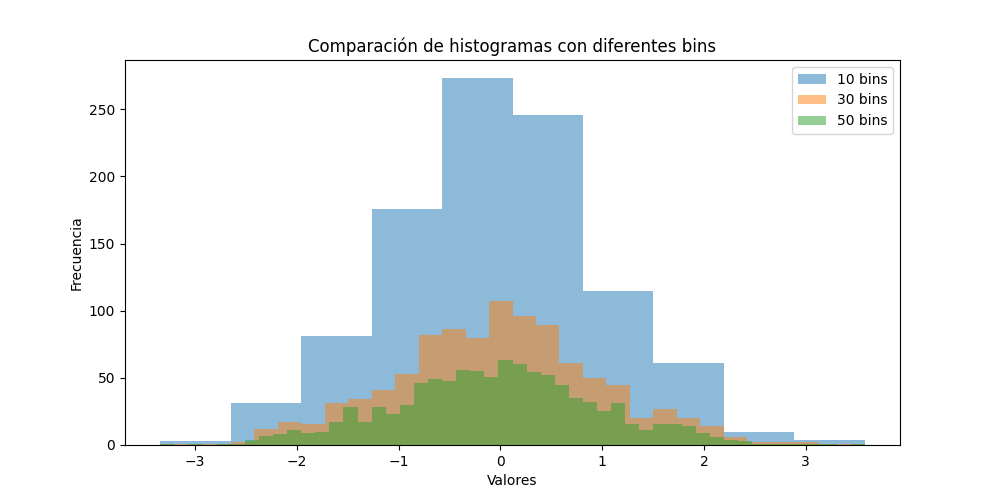 Comparación de histogramas con diferentes bins
10 bins
30 bins
50 bins
250
200
150
100
50
0
Frecuencia
−3
−2
−1
0
1
2
3
Valores